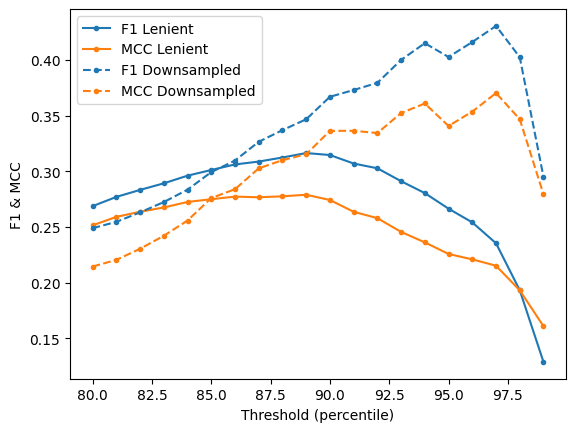 F1 Lenient
MCC Lenient
F1 Downsampled
MCC Downsampled
F1 & MCC
0.40
0.35
0.30
0.25
0.20
0.15
80.0 82.5 85.0 87.5 90.0 92.5 95.0 97.5
Threshold (percentile)